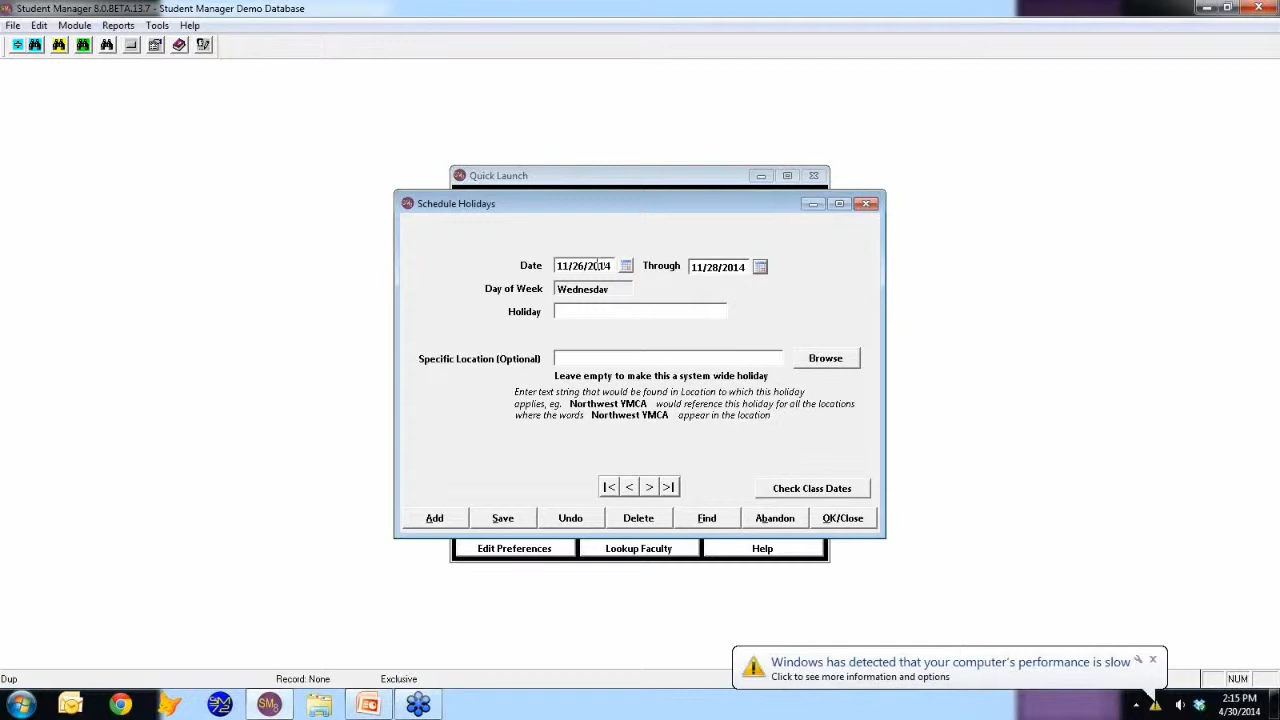 Student Manager 8.0.BETA.13.7 - Student Manager Demo Database
File Edit Module Reports Tools Help
Quick Launch
Schedule Holidays
Date 11/26/2014 Through 11/28/2014
Day of Week Wednesday
Holiday
Specific Location (Optional) Browse
Leave empty to make this a system wide holiday
Enter text string that would be found in Location to which this holiday
applies, eg. Northwest YMCA would reference this holiday for all the locations
where the words Northwest YMCA appear in the location
|< < > >| Check Class Dates
Add Save Undo Delete Find Abandon OK/Close
Edit Preferences Lookup Faculty Help
Windows has detected that your computer's performance is slow
Click to see more information and options
Dup Record: None Exclusive NUM
2:15 PM
4/30/2014